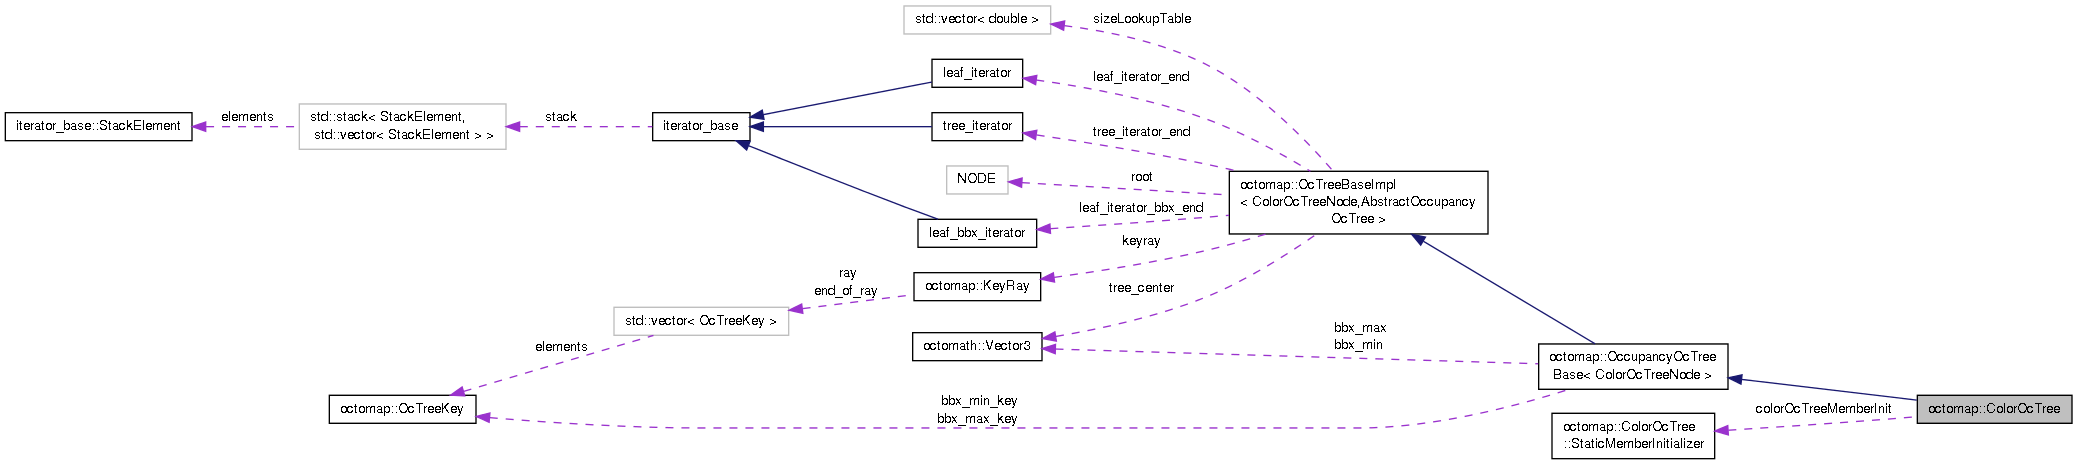 std::vector< double >
sizeLookupTable
leaf_iterator
leaf_iterator_end
iterator_base::StackElement
elements
std::stack< StackElement,
std::vector< StackElement > >
stack
iterator_base
tree_iterator
tree_iterator_end
NODE
root
octomap::OcTreeBaseImpl
< ColorOcTreeNode,AbstractOccupancy
OcTree >
leaf_bbx_iterator
leaf_iterator_bbx_end
keyray
ray
end_of_ray
octomap::KeyRay
tree_center
std::vector< OcTreeKey >
elements
octomath::Vector3
bbx_max
bbx_min
octomap::OccupancyOcTree
Base< ColorOcTreeNode >
octomap::OcTreeKey
bbx_min_key
bbx_max_key
colorOcTreeMemberInit
octomap::ColorOcTree
octomap::ColorOcTree
::StaticMemberInitializer